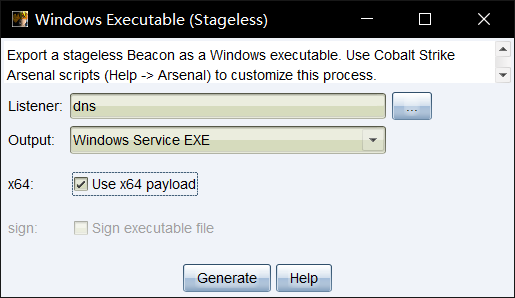 Windows Executable (Stageless)
Export a stageless Beacon as a Windows executable. Use Cobalt Strike
Arsenal scripts (Help -> Arsenal) to customize this process.
Listener: dns ...
Output: Windows Service EXE
x64: Use x64 payload
sign: Sign executable file
Generate Help